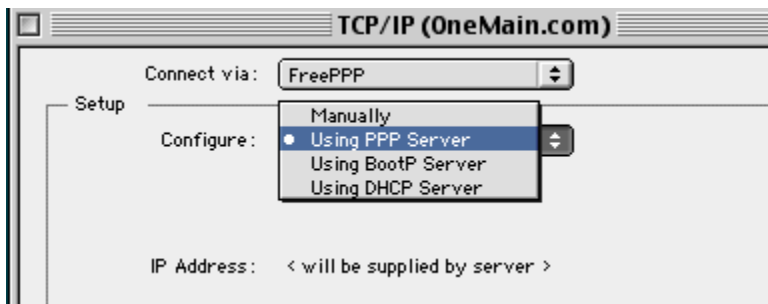 TCP/IP (OneMain.com)
Connect via: FreePPP
Setup
Manually
Configure: Using PPP Server
Using BootP Server
Using DHCP Server
IP Address: < will be supplied by server >